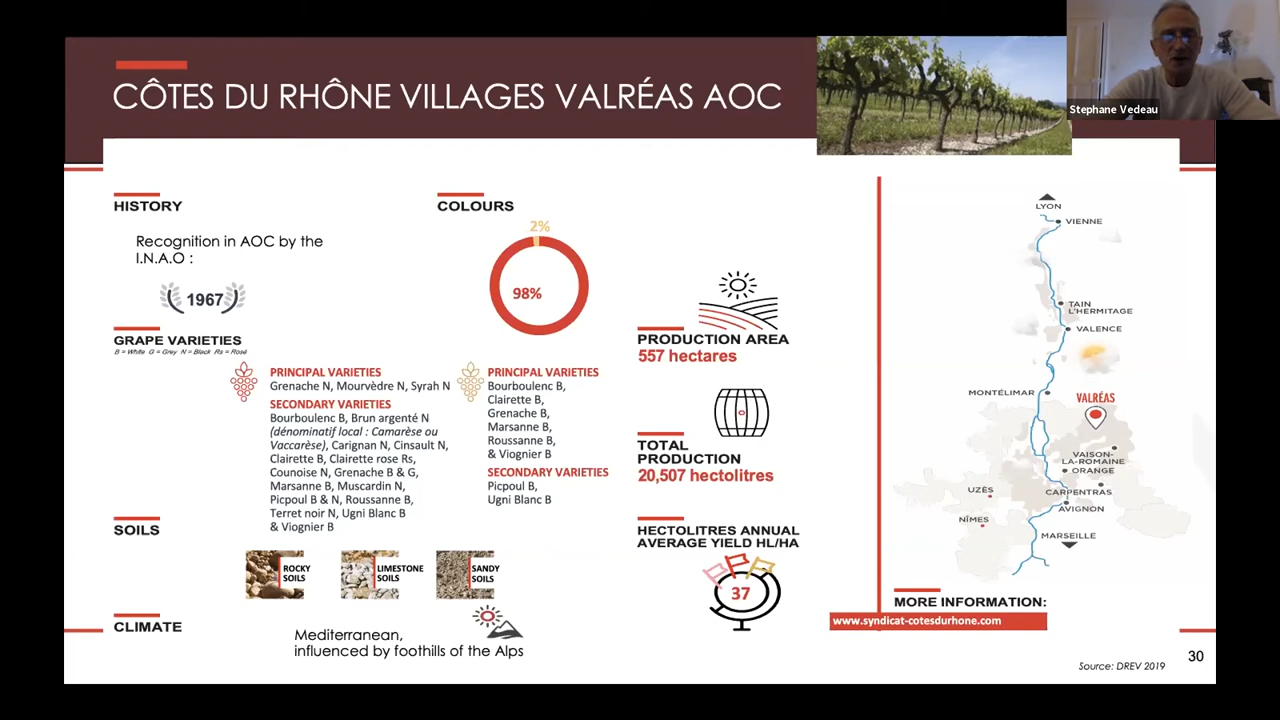 CÔTES DU RHÔNE VILLAGES VALRÉAS AOC
Stephane Vedeau
HISTORY
Recognition in AOC by the
I.N.A.O :
1967
COLOURS
2%
98%
GRAPE VARIETIES
B = White G = Grey N = Black Rs = Rosé
PRINCIPAL VARIETIES
Grenache N, Mourvèdre N, Syrah N
SECONDARY VARIETIES
Bourboulenc B, Brun argenté N
(dénominatif local : Camarèse ou
Vaccarèse), Carignan N, Cinsault N,
Clairette B, Clairette rose Rs,
Counoise N, Grenache B & G,
Marsanne B, Muscardin N,
Picpoul B & N, Roussanne B,
Terret noir N, Ugni Blanc B
& Viognier B
PRINCIPAL VARIETIES
Bourboulenc B,
Clairette B,
Grenache B,
Marsanne B,
Roussanne B,
& Viognier B
SECONDARY VARIETIES
Picpoul B,
Ugni Blanc B
SOILS
ROCKY
SOILS
LIMESTONE
SOILS
SANDY
SOILS
CLIMATE
Mediterranean,
influenced by foothills of the Alps
PRODUCTION AREA
557 hectares
TOTAL
PRODUCTION
20,507 hectolitres
HECTOLITRES ANNUAL
AVERAGE YIELD HL/HA
37
LYON
VIENNE
TAIN
L'HERMITAGE
VALENCE
MONTÉLIMAR
VALRÉAS
VAISON-
LA-ROMAINE
ORANGE
UZÈS
CARPENTRAS
AVIGNON
NÎMES
MARSEILLE
MORE INFORMATION:
www.syndicat-cotesdurhone.com
Source: DREV 2019
30